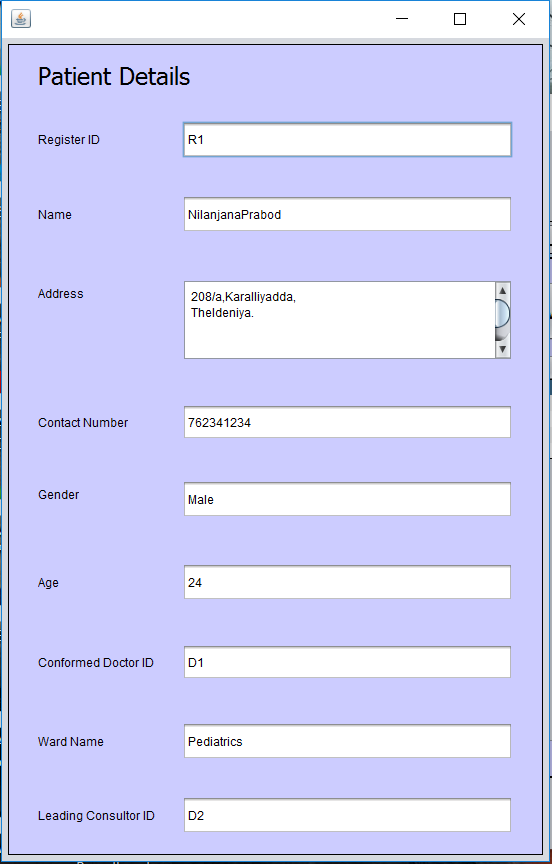 Patient Details
Register ID R1
Name NilanjanaPrabod
Address 208/a,Karalliyadda,
Theldeniya.
Contact Number 762341234
Gender Male
Age 24
Conformed Doctor ID D1
Ward Name Pediatrics
Leading Consultor ID D2